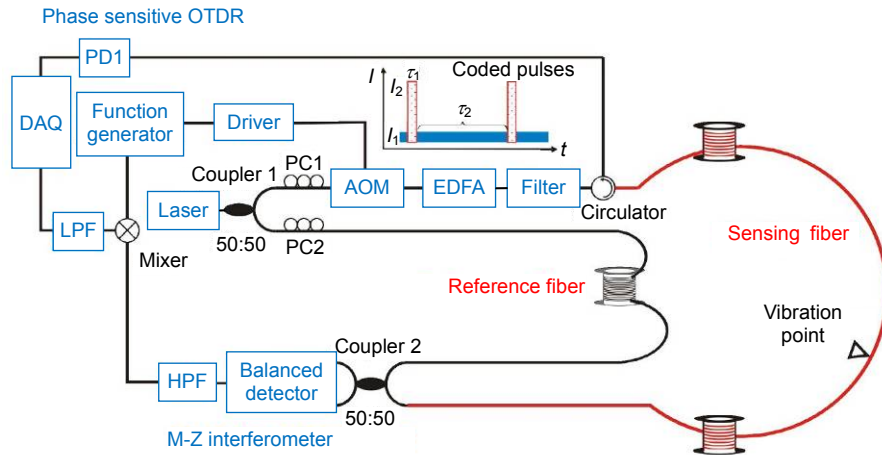 Phase sensitive OTDR
PD1
DAQ
Function
generator
Driver
I
τ1
I2
I1
τ2
t
Coded pulses
Coupler 1
PC1
AOM
EDFA
Filter
Circulator
Laser
50:50
PC2
LPF
Mixer
Sensing fiber
Reference fiber
Vibration
point
Coupler 2
HPF
Balanced
detector
50:50
M-Z interferometer